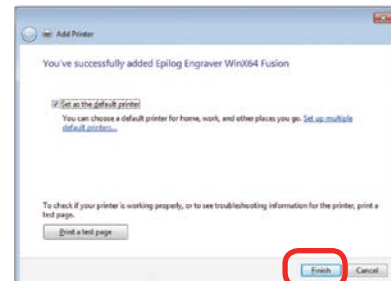 Add Printer
You've successfully added Epilog Engraver WinX64 Fusion
Set as the default printer
You can choose a default printer for home, work, and other places you go. Set up multiple
default printers...
To check if your printer is working properly, or to see troubleshooting information for the printer, print a
test page.
Print a test page
Finish Cancel